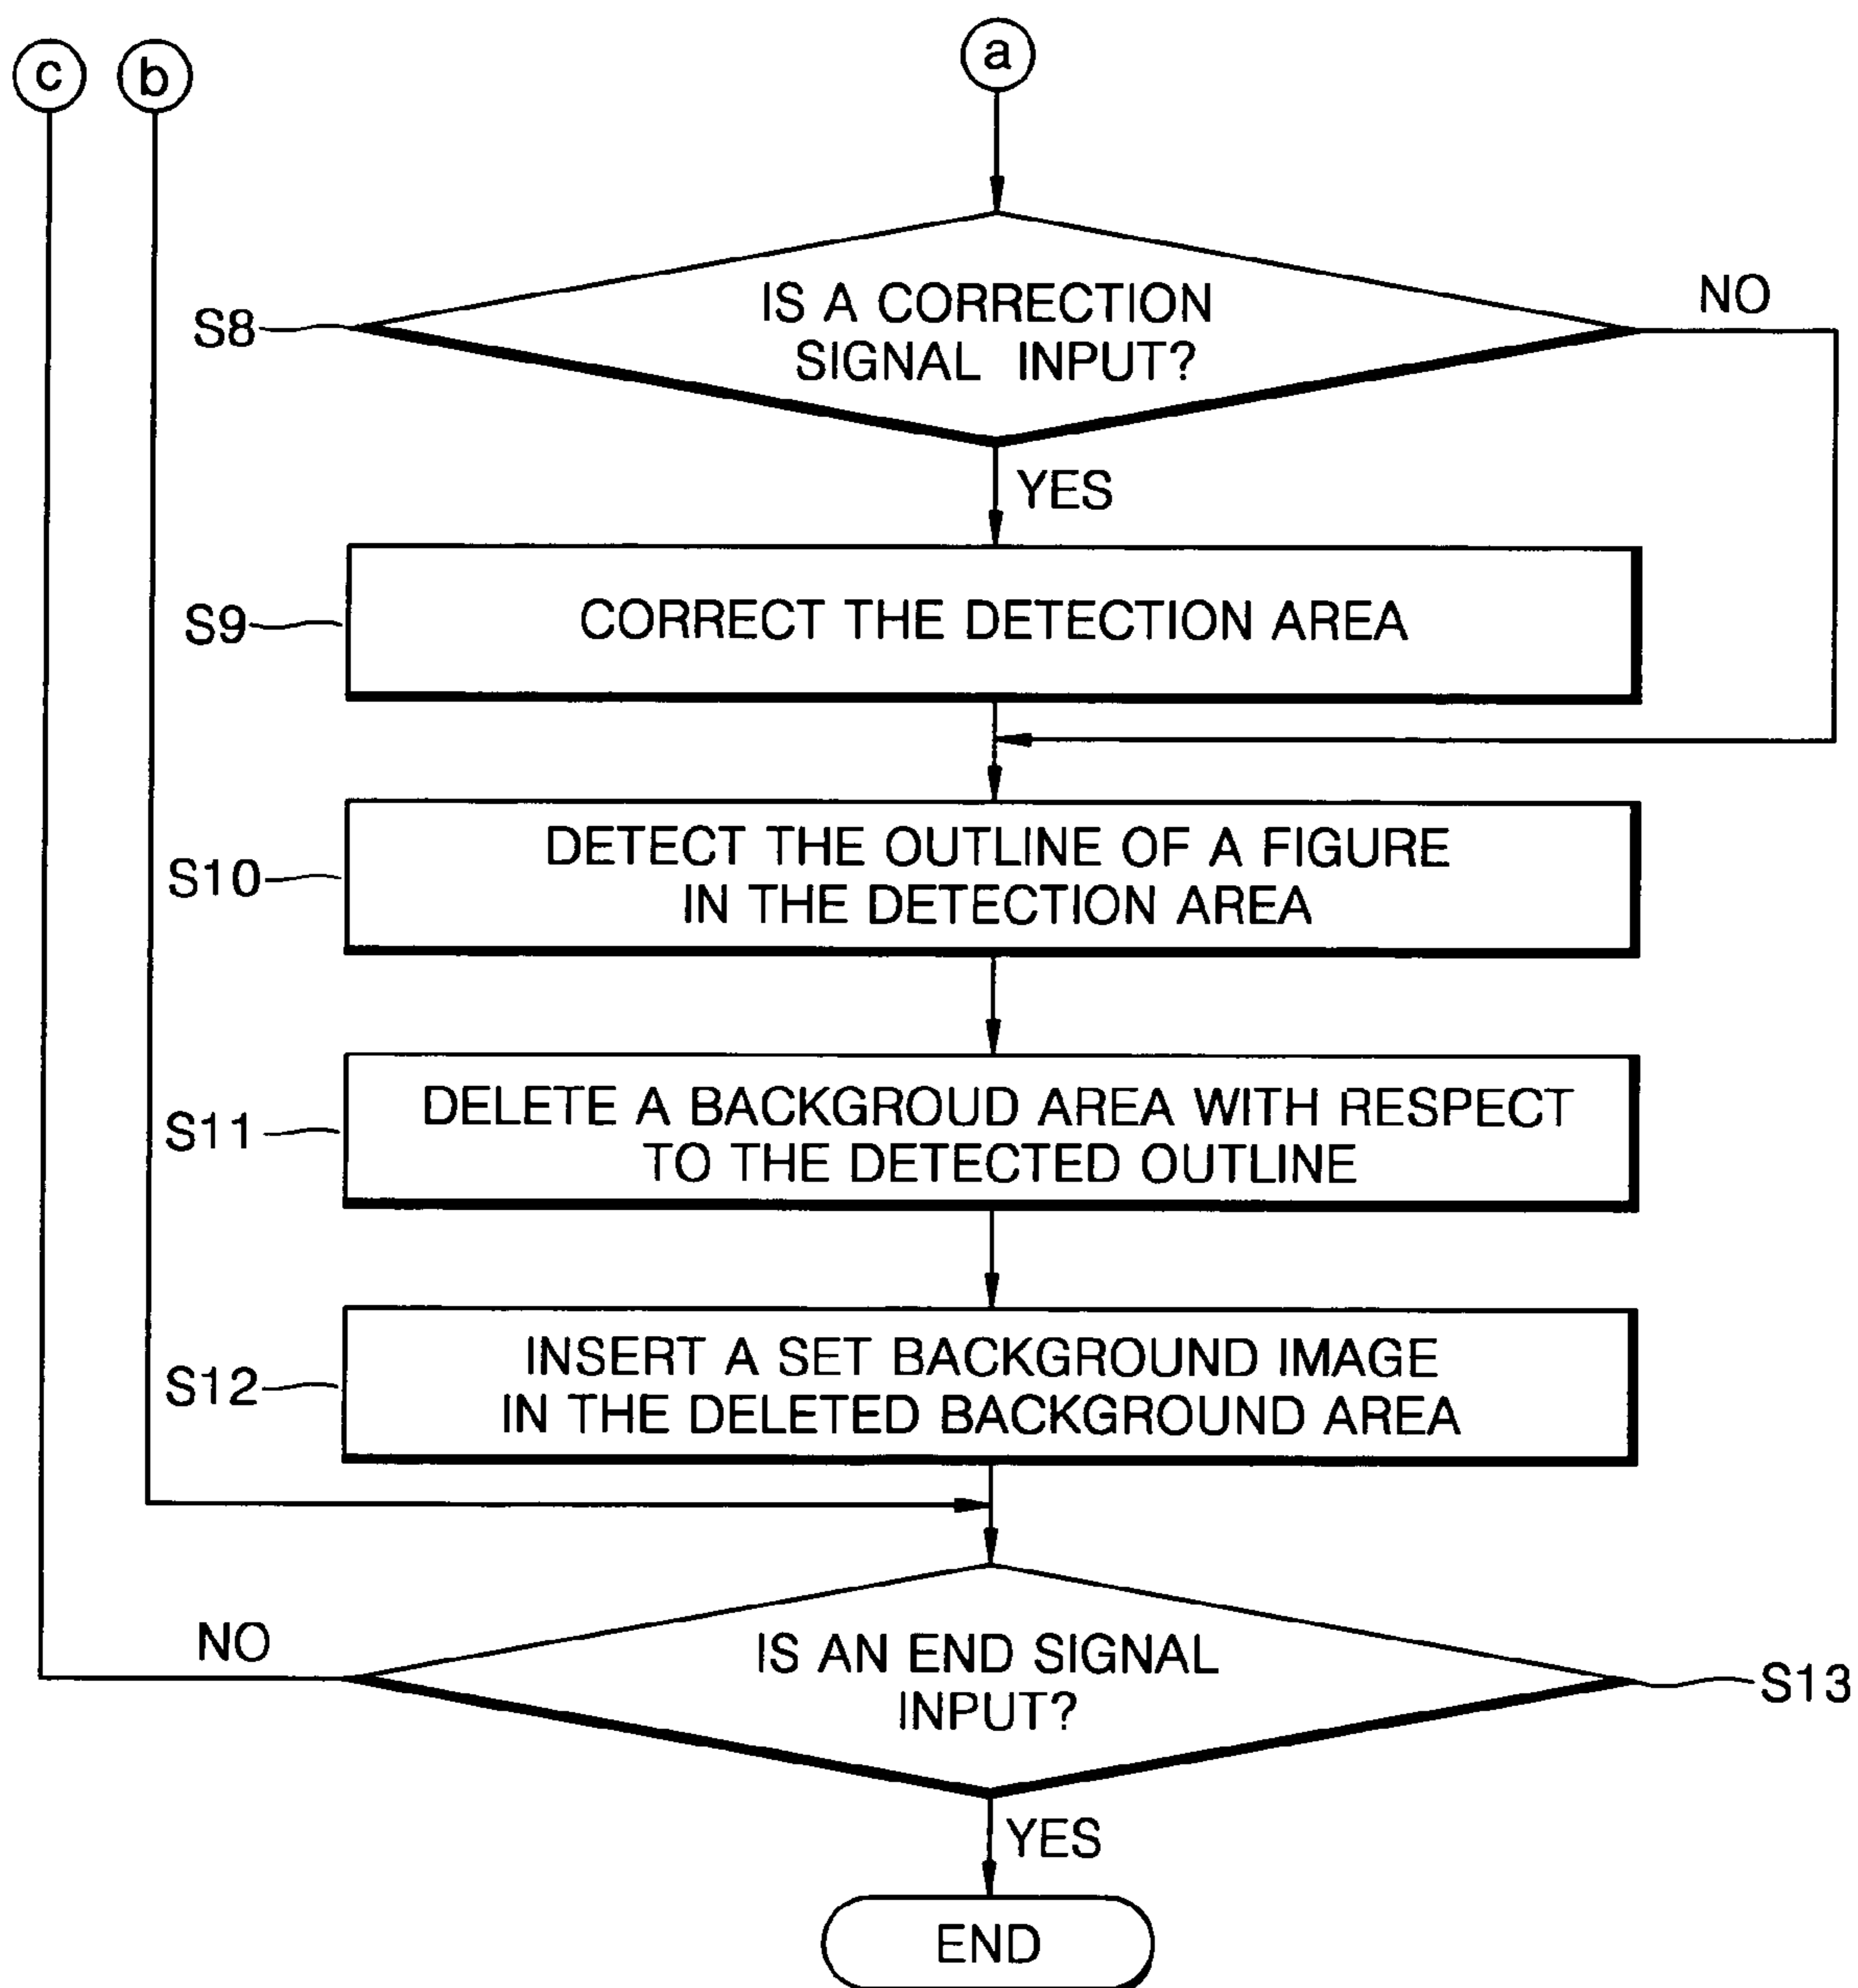 c b a
IS A CORRECTION
SIGNAL INPUT?
NO
S8
YES
S9
CORRECT THE DETECTION AREA
S10
DETECT THE OUTLINE OF A FIGURE
IN THE DETECTION AREA
S11
DELETE A BACKGROUD AREA WITH RESPECT
TO THE DETECTED OUTLINE
S12
INSERT A SET BACKGROUND IMAGE
IN THE DELETED BACKGROUND AREA
NO
IS AN END SIGNAL
INPUT?
S13
YES
END